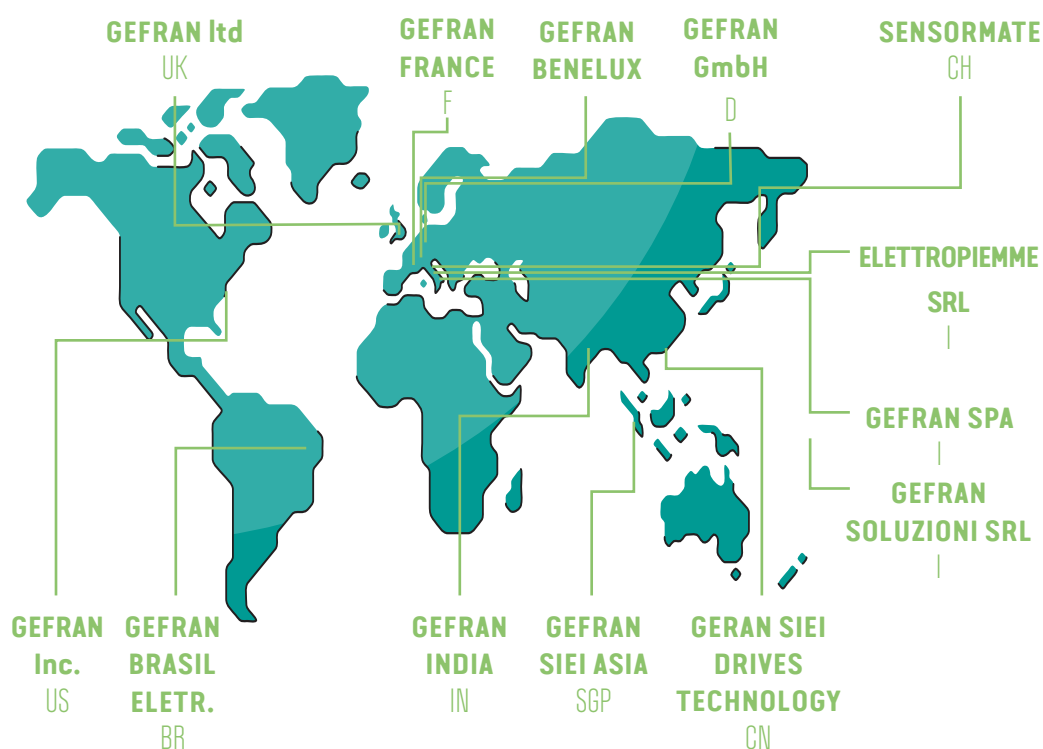 GEFRAN ltd
UK
GEFRAN
FRANCE
F
GEFRAN
BENELUX
GEFRAN
GmbH
D
SENSORMATE
CH
ELETTROPIEMME
SRL
I
GEFRAN SPA
I
GEFRAN
SOLUZIONI SRL
I
GEFRAN
Inc.
US
GEFRAN
BRASIL
ELETR.
BR
GEFRAN
INDIA
IN
GEFRAN
SIEI ASIA
SGP
GERAN SIEI
DRIVES
TECHNOLOGY
CN